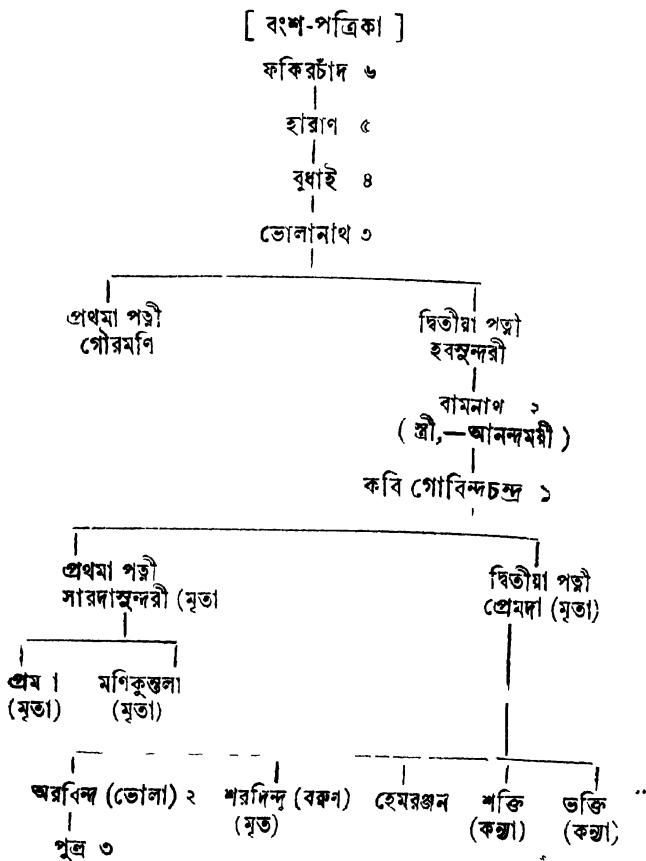 [ বংশ-পত্রিকা ]
ফকিরচাঁদ ৬
হারাণ ৫
বুধাই ৪
ভোলানাথ ৩
প্রথমা পত্নী
গৌরমণি
দ্বিতীয়া পত্নী
হবসুন্দরী
বামনাথ ২
( স্ত্রী,—আনন্দময়ী )
কবি গোবিন্দচন্দ্র ১
প্রথমা পত্নী
সারদাসুন্দরী (মৃতা
দ্বিতীয়া পত্নী
প্রেমদা (মৃতা)
মণিকুন্তলা
(মৃতা) (মৃতা)
অরবিন্দ (ভোলা) ২ শরদিন্দু (বরুন) হেমরঞ্জন শক্তি ভক্তি
(মৃত) (কন্যা) (কন্যা)
পুত্র ৩